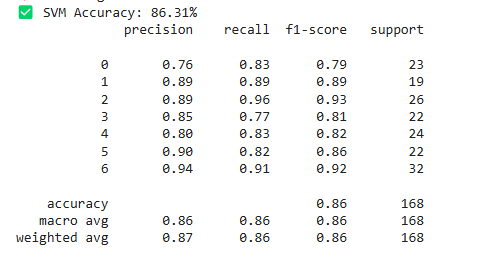 ✅ SVM Accuracy: 86.31%
              precision    recall  f1-score   support

           0       0.76      0.83      0.79        23
           1       0.89      0.89      0.89        19
           2       0.89      0.96      0.93        26
           3       0.85      0.77      0.81        22
           4       0.80      0.83      0.82        24
           5       0.90      0.82      0.86        22
           6       0.94      0.91      0.92        32

    accuracy                           0.86       168
   macro avg       0.86      0.86      0.86       168
weighted avg       0.87      0.86      0.86       168